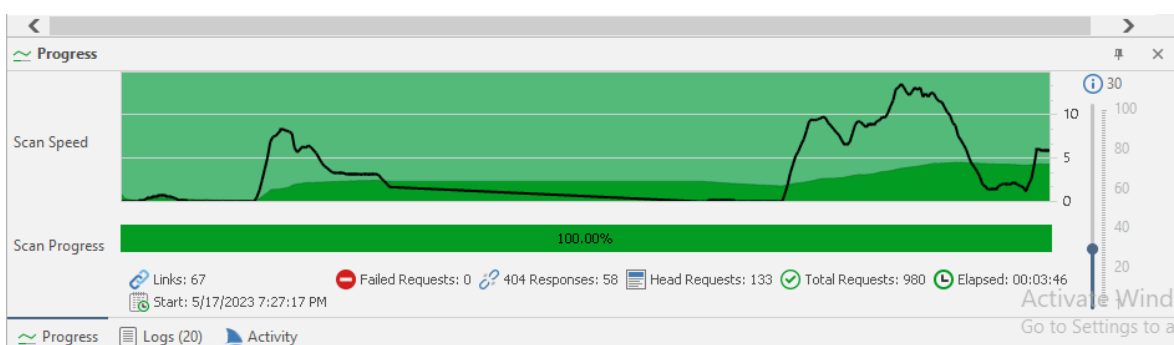 Progress
30
Scan Speed
10
5
0
100
80
60
40
20
Scan Progress
100.00%
Links: 67 Failed Requests: 0 404 Responses: 58 Head Requests: 133 Total Requests: 980 Elapsed: 00:03:46
Start: 5/17/2023 7:27:17 PM
Activate Wind
Go to Settings to a
Progress Logs (20) Activity